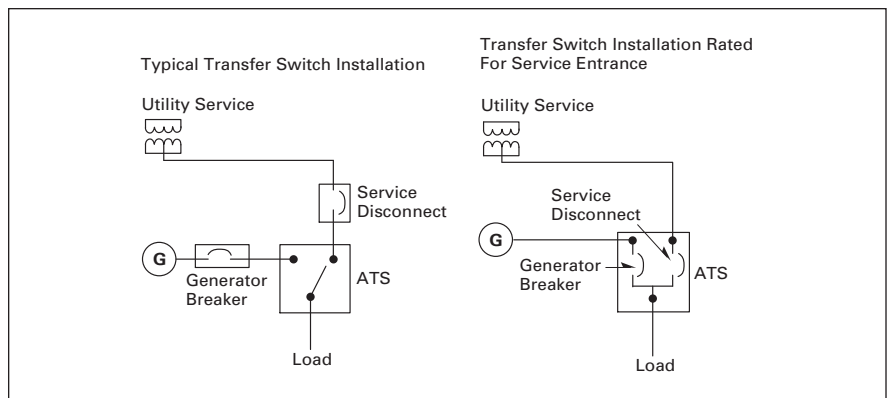 Typical Transfer Switch Installation
Utility Service
Service
Disconnect
G
Generator
Breaker
ATS
Load
Transfer Switch Installation Rated
For Service Entrance
Utility Service
Service
Disconnect
G
Generator
Breaker
ATS
Load